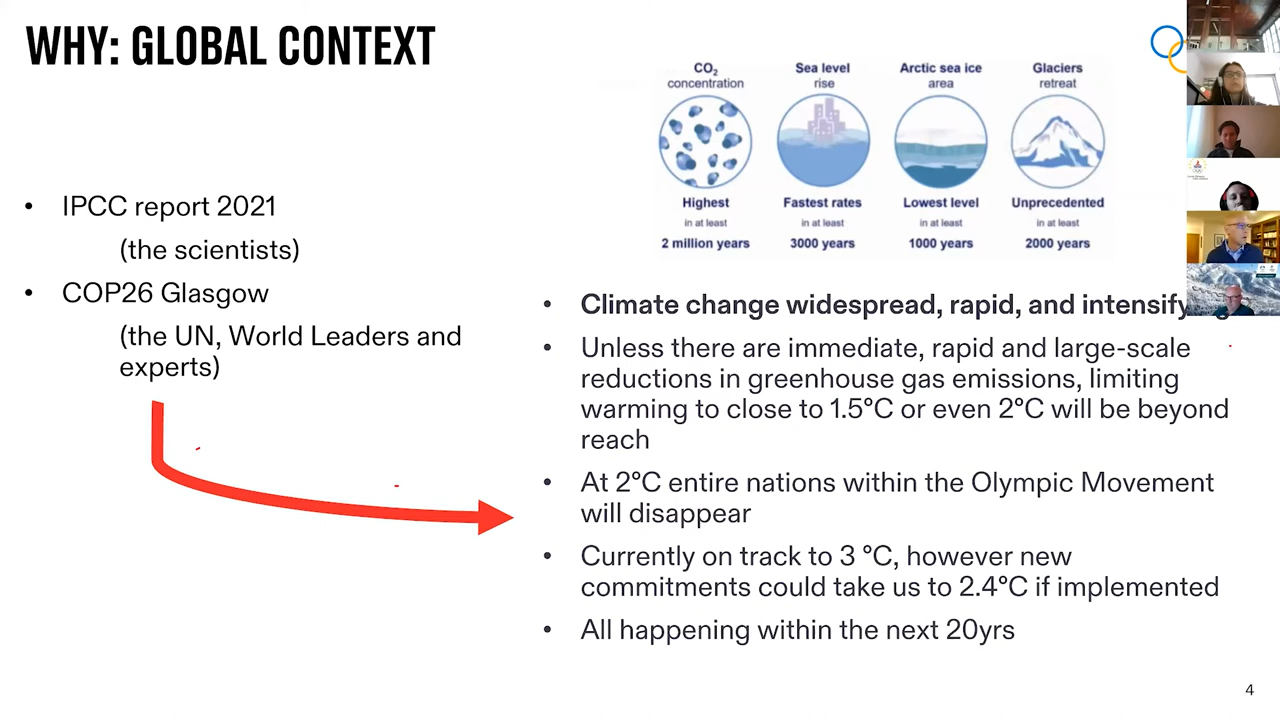 WHY: GLOBAL CONTEXT
CO₂
concentration
Sea level
rise
Arctic sea ice
area
Glaciers
retreat
Highest
in at least
2 million years
Fastest rates
in at least
3000 years
Lowest level
in at least
1000 years
Unprecedented
in at least
2000 years
• IPCC report 2021
(the scientists)
• COP26 Glasgow
(the UN, World Leaders and
experts)
• Climate change widespread, rapid, and intensify
• Unless there are immediate, rapid and large-scale
reductions in greenhouse gas emissions, limiting
warming to close to 1.5°C or even 2°C will be beyond
reach
• At 2°C entire nations within the Olympic Movement
will disappear
• Currently on track to 3 °C, however new
commitments could take us to 2.4°C if implemented
• All happening within the next 20yrs
4